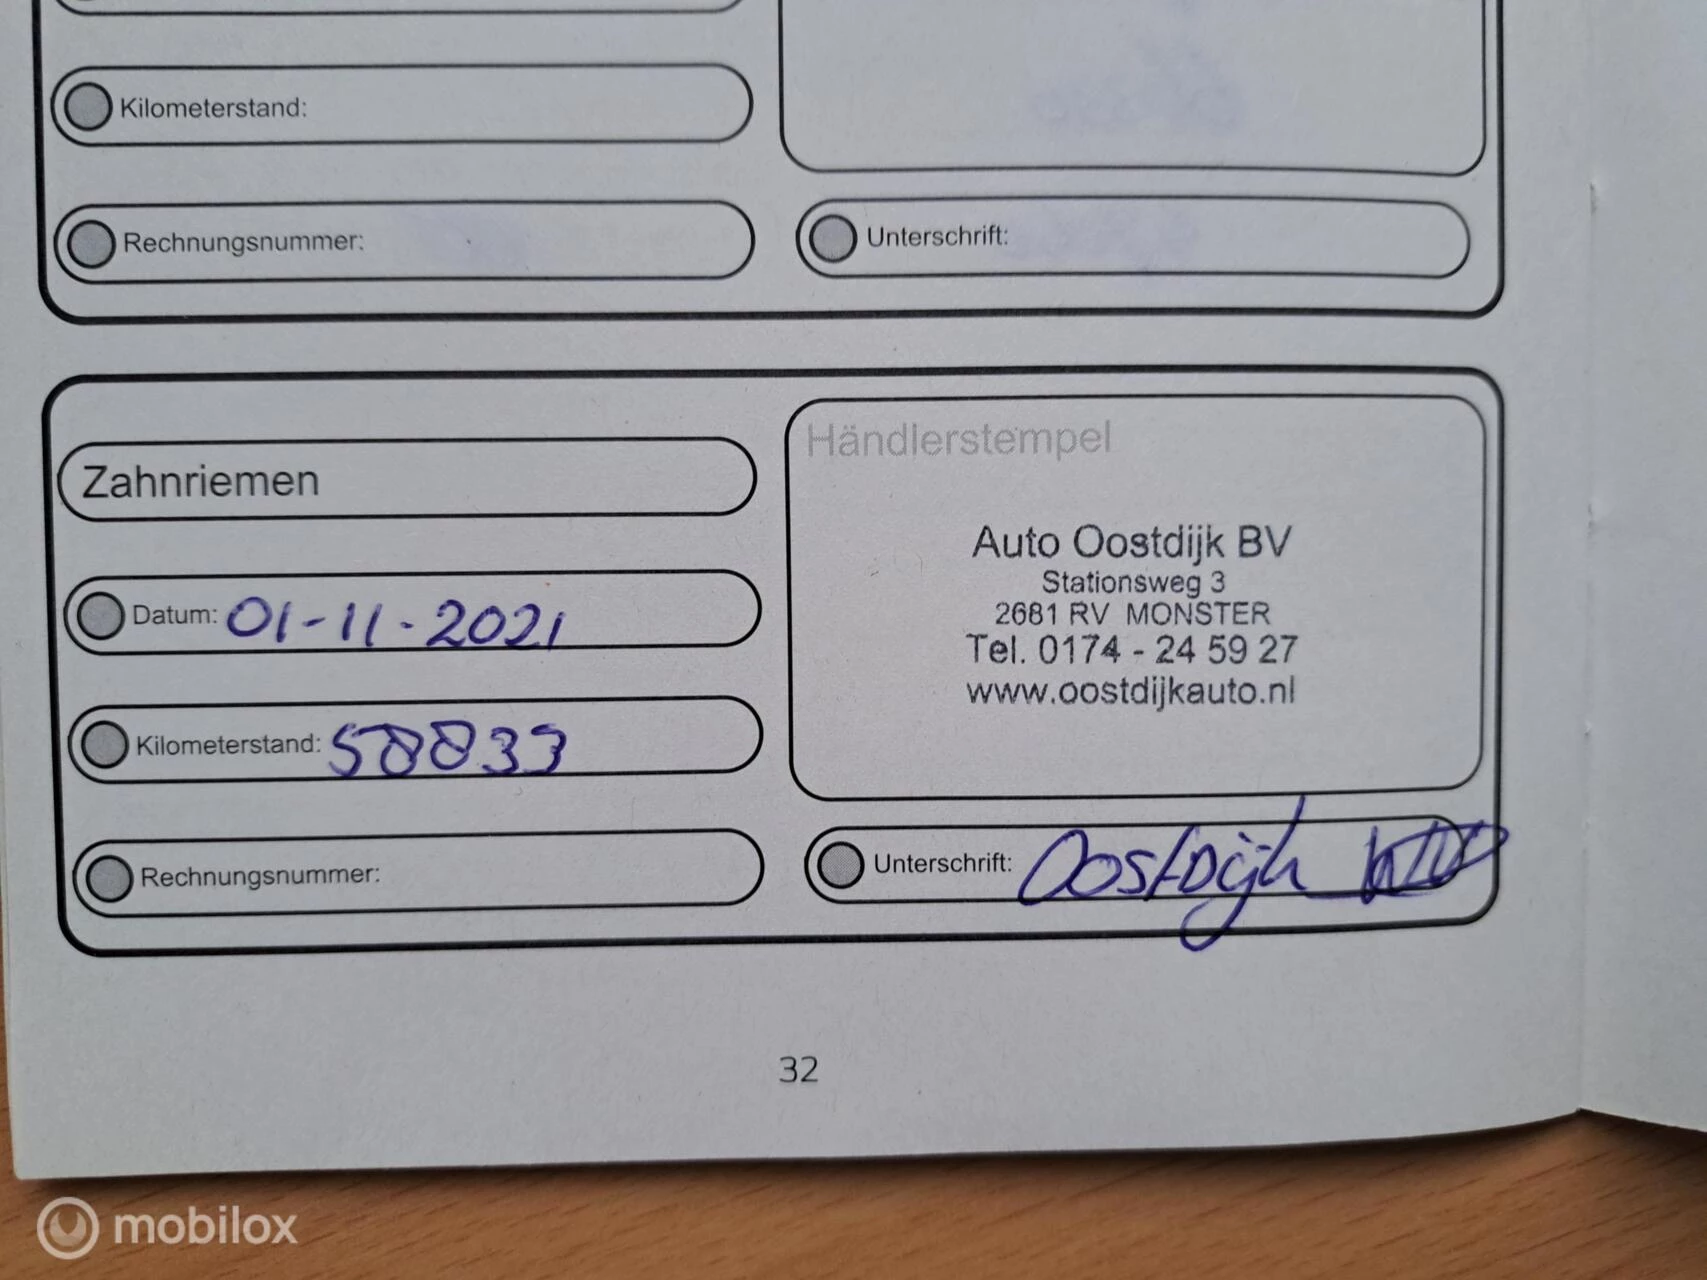 Kilometerstand:
Rechnungsnummer:
Unterschrift:
Zahnriemen
Datum: 01-11-2021
Kilometerstand: 58833
Rechnungsnummer:
Händlerstempel
Auto Oostdijk BV
Stationsweg 3
2681 RV MONSTER
Tel. 0174 - 24 59 27
www.oostdijkauto.nl
Unterschrift: Oostdijk
32
mobilox